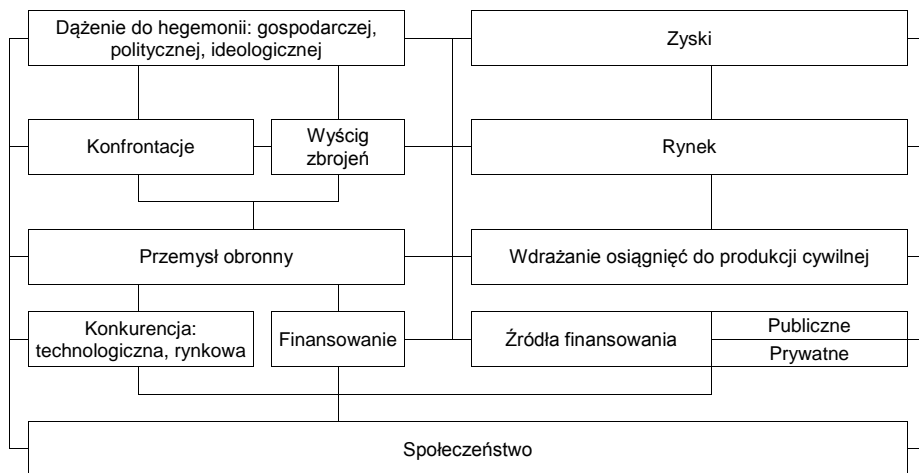 Dążenie do hegemonii: gospodarczej,
politycznej, ideologicznej
Zyski
Konfrontacje
Wyścig
zbrojeń
Rynek
Przemysł obronny
Wdrażanie osiągnięć do produkcji cywilnej
Konkurencja:
technologiczna, rynkowa
Finansowanie
Źródła finansowania
Publiczne
Prywatne
Społeczeństwo